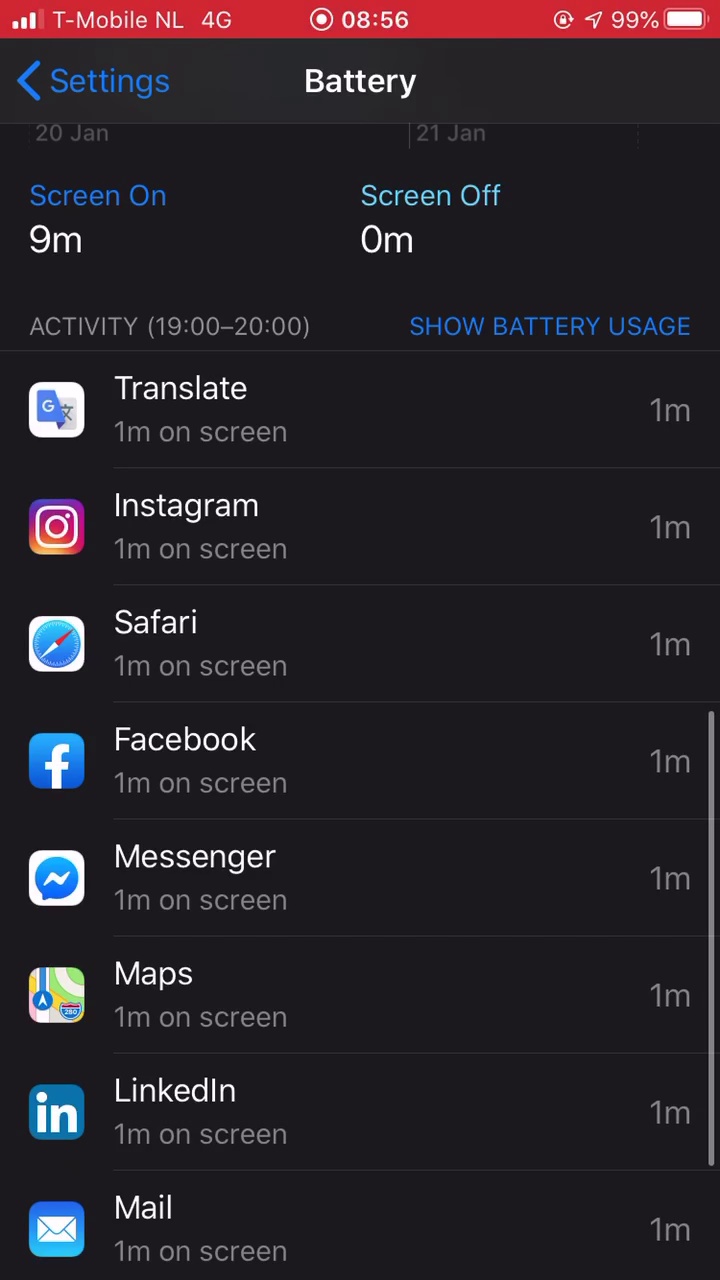 T-Mobile NL 4G 08:56 99%
Settings Battery
20 Jan 21 Jan
Screen On Screen Off
9m 0m
ACTIVITY (19:00–20:00) SHOW BATTERY USAGE
Translate
1m on screen 1m
Instagram
1m on screen 1m
Safari
1m on screen 1m
Facebook
1m on screen 1m
Messenger
1m on screen 1m
Maps
1m on screen 1m
LinkedIn
1m on screen 1m
Mail
1m on screen 1m